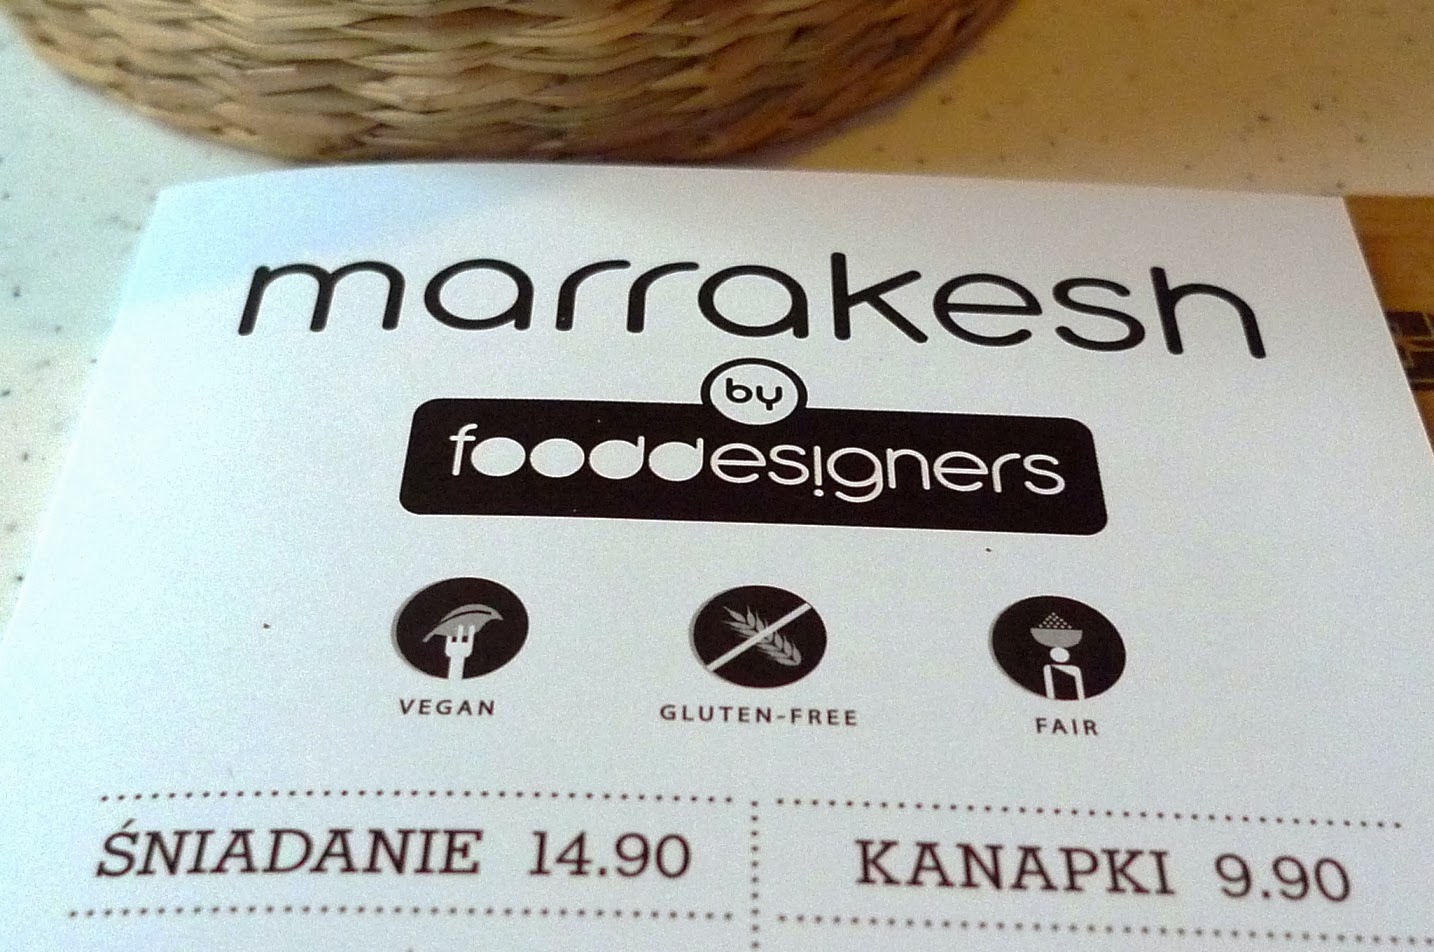 marrakesh
by
fooddesigners
VEGAN
GLUTEN-FREE
FAIR
ŚNIADANIE 14.90
KANAPKI 9.90